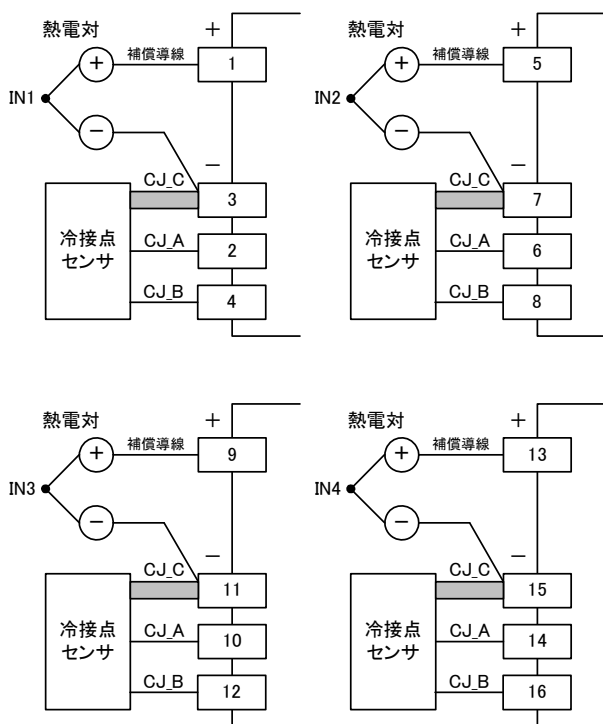 熱電対
+
補償導線
1
+
IN1
−
−
CJ_C
3
冷接点
センサ
CJ_A
2
CJ_B
4
熱電対
+
補償導線
5
+
IN2
−
−
CJ_C
7
冷接点
センサ
CJ_A
6
CJ_B
8
熱電対
+
補償導線
9
+
IN3
−
−
CJ_C
11
冷接点
センサ
CJ_A
10
CJ_B
12
熱電対
+
補償導線
13
+
IN4
−
−
CJ_C
15
冷接点
センサ
CJ_A
14
CJ_B
16